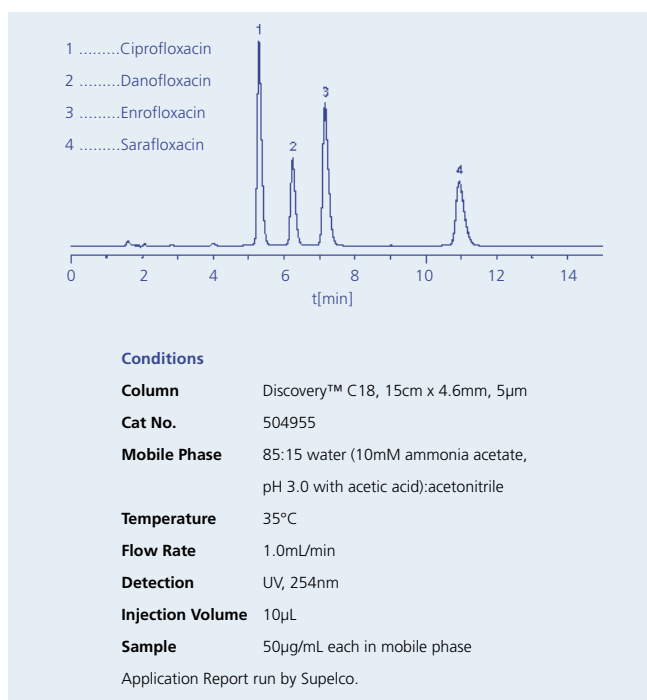 1 .........Ciprofloxacin
2 .........Danofloxacin
3 .........Enrofloxacin
4 .........Sarafloxacin
1
2
3
4
0 2 4 6 8 10 12 14
t[min]
Conditions
Column Discovery™ C18, 15cm x 4.6mm, 5µm
Cat No. 504955
Mobile Phase 85:15 water (10mM ammonia acetate,
pH 3.0 with acetic acid):acetonitrile
Temperature 35°C
Flow Rate 1.0mL/min
Detection UV, 254nm
Injection Volume 10µL
Sample 50µg/mL each in mobile phase
Application Report run by Supelco.